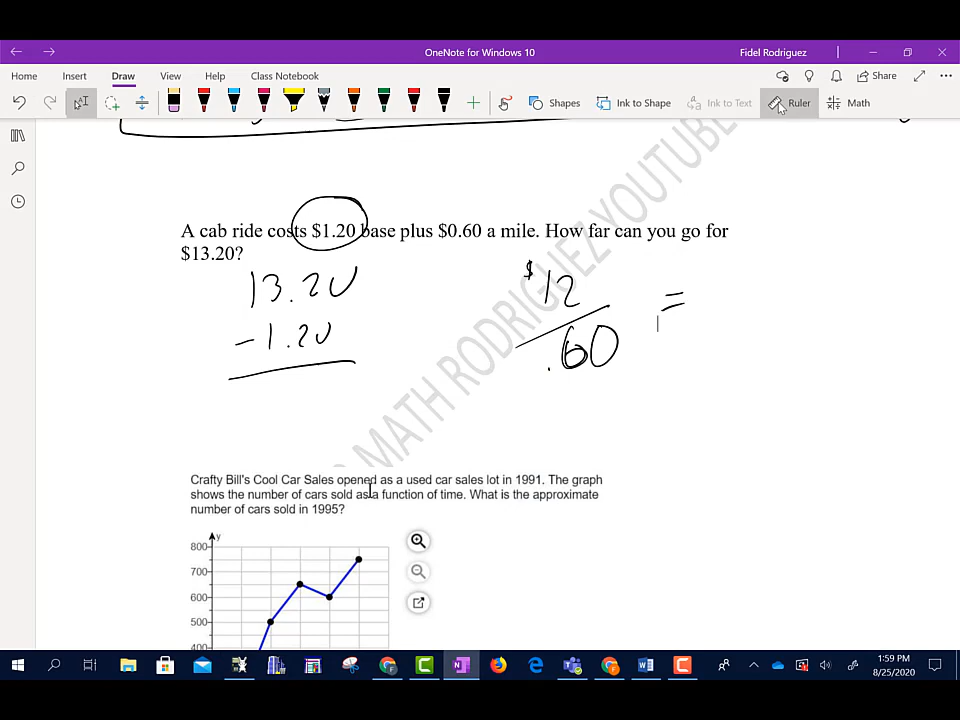 OneNote for Windows 10
Fidel Rodriguez
Home Insert Draw View Help Class Notebook
Share
Shapes Ink to Shape Ink to Text Ruler Math
MATH RODRIGUEZ YOUTUBE
A cab ride costs $1.20 base plus $0.60 a mile. How far can you go for
$13.20?
13.20
-1.20
$12
.60
=
Crafty Bill's Cool Car Sales opened as a used car sales lot in 1991. The graph
shows the number of cars sold as a function of time. What is the approximate
number of cars sold in 1995?
y
800
700
600
500
400
1:59 PM
8/25/2020